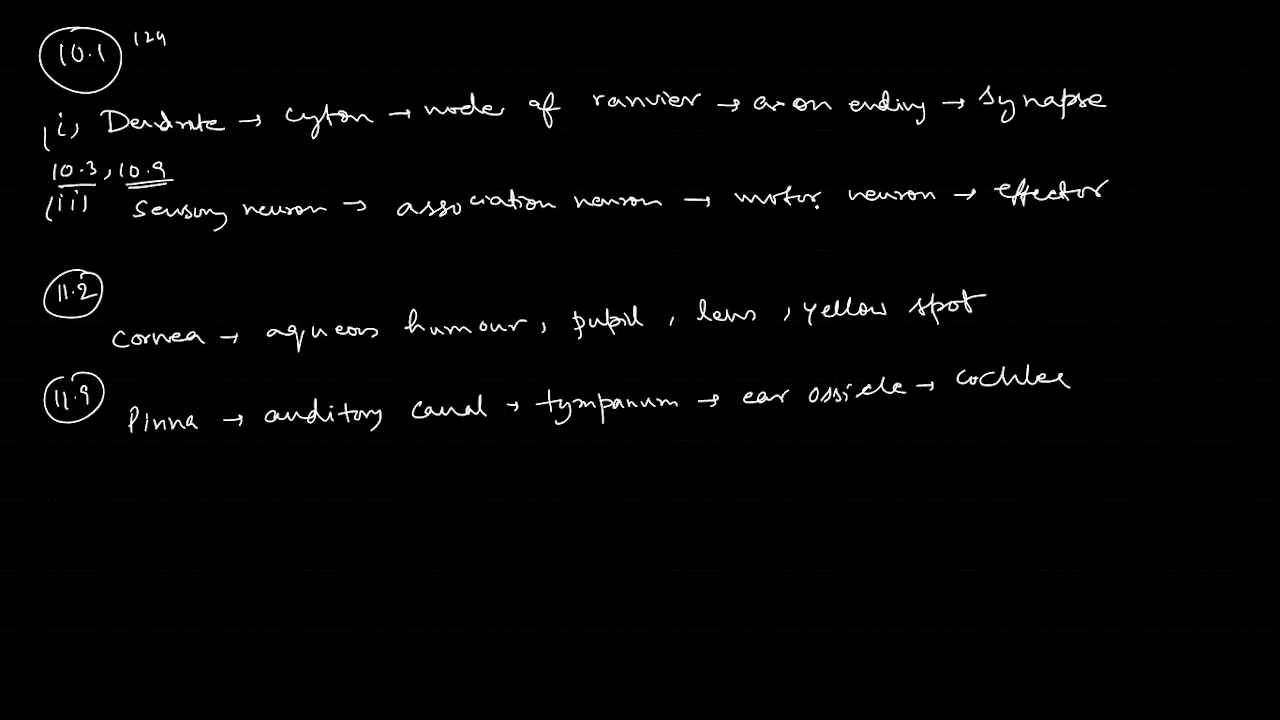 10.1 129
(i) Dendrite → cyton → node of ranvier → axon ending → synapse
10.3, 10.9
(ii) Sensory neuron → association neuron → motor neuron → effector
11.2
Cornea → aqueous humour, pupil, lens, yellow spot
11.9
Pinna → auditory canal → tympanum → ear ossicle → cochlea